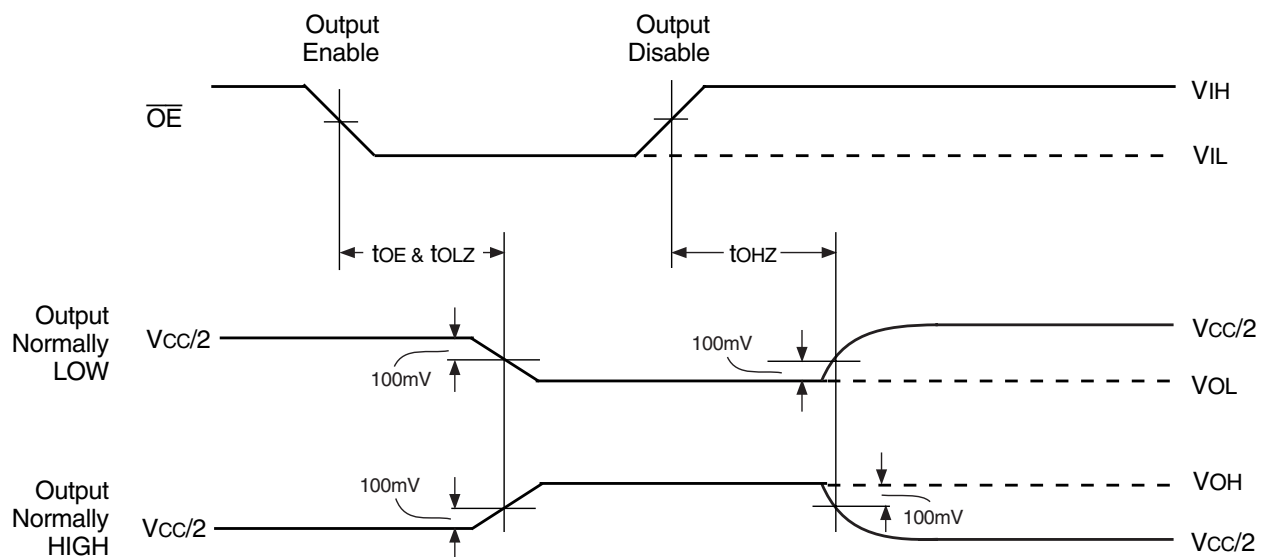 Output
Enable
Output
Disable
OE
VIH
VIL
tOE & tOLZ
tOHZ
Output
Normally
LOW
VCC/2
100mV
100mV
VCC/2
VOL
Output
Normally
HIGH
100mV
VCC/2
VOH
100mV
VCC/2